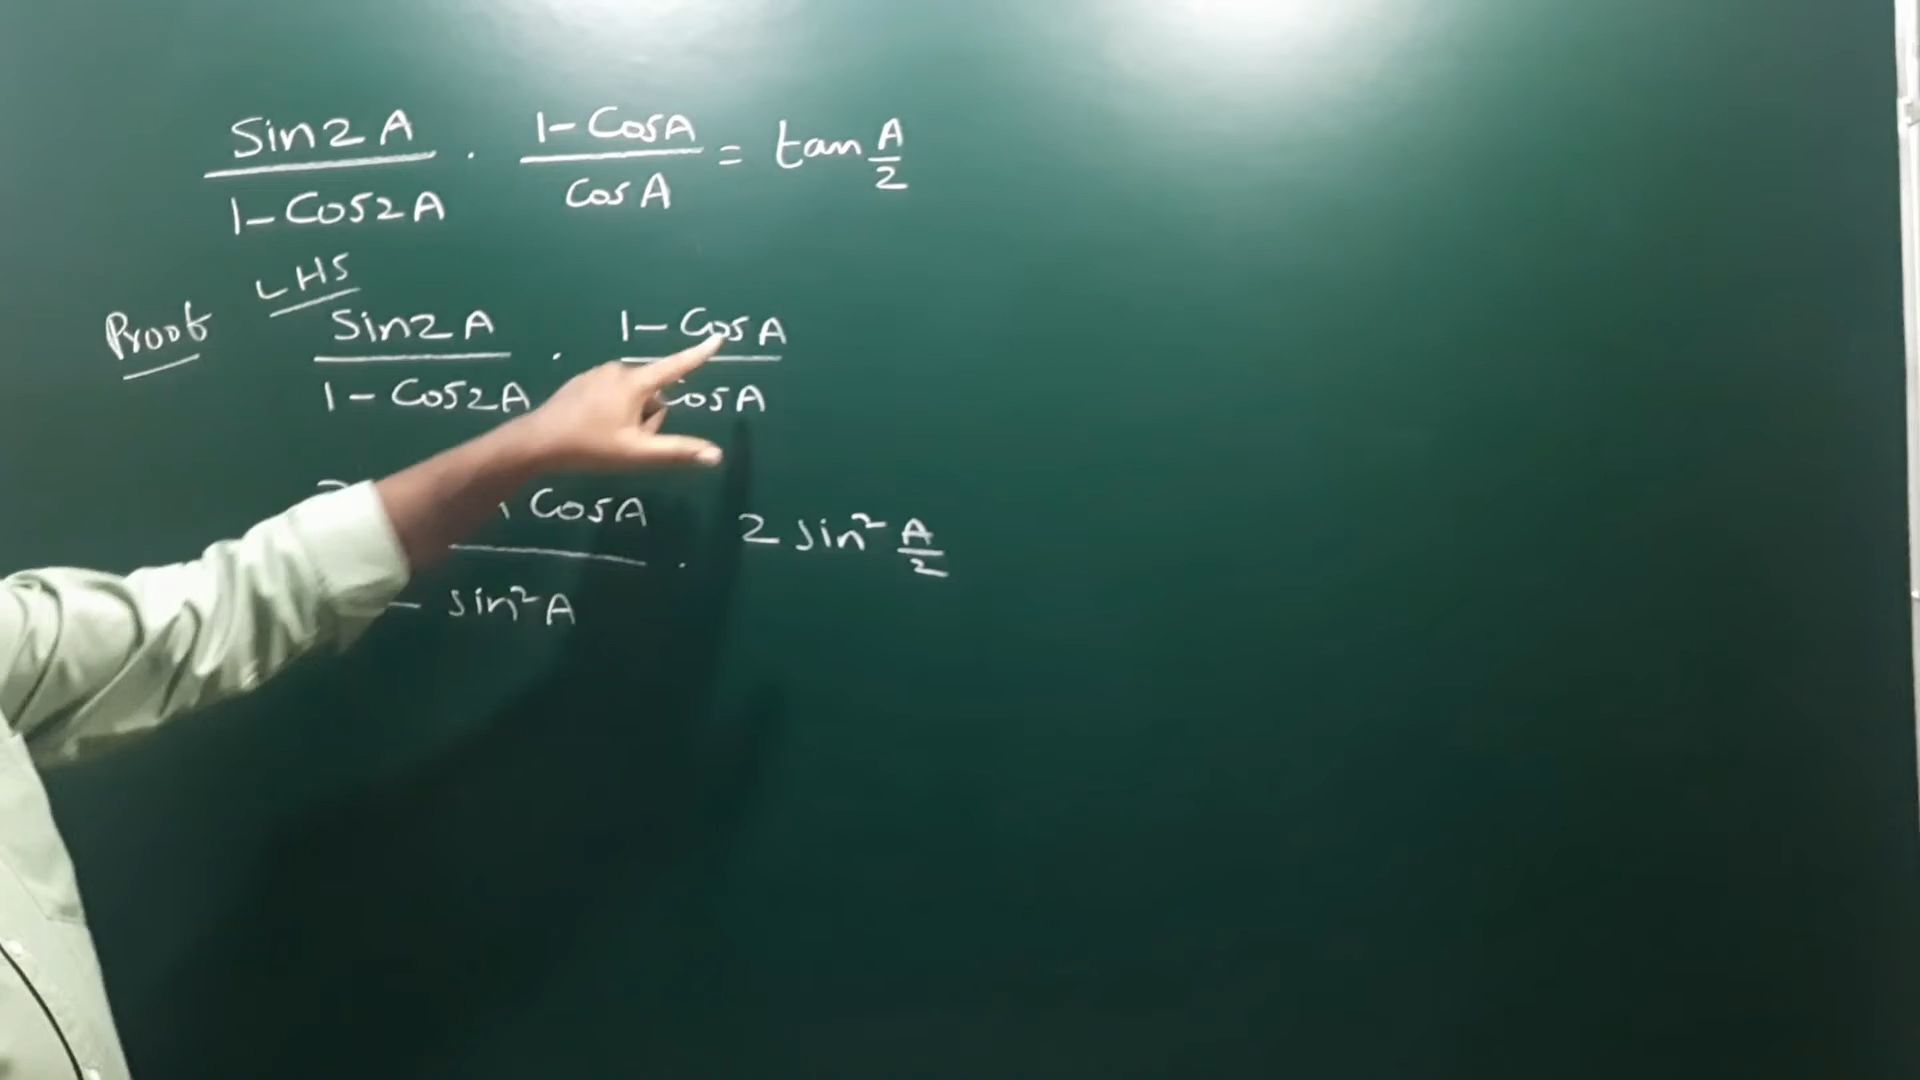 Sin2A / 1-Cos2A . 1-CosA / CosA = tan A/2
Proof LHS
Sin2A / 1-Cos2A . 1-CosA / CosA
CosA . 2 sin² A/2
- sin²A